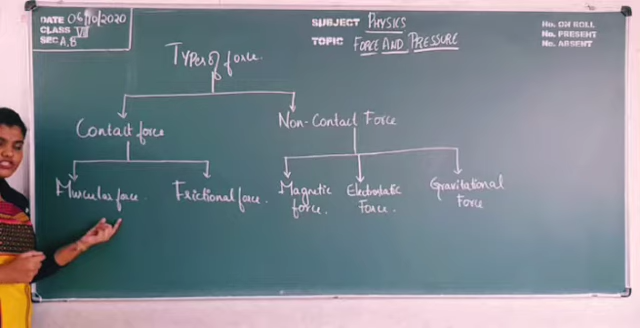 DATE 06/10/2020
CLASS VII
SEC A, B
SUBJECT PHYSICS
TOPIC FORCE AND PRESSURE
No. ON ROLL
No. PRESENT
No. ABSENT
Types of force.
Contact force
Non-Contact Force
Muscular force.
Frictional force.
Magnetic force.
Electrostatic Force.
Gravitational Force